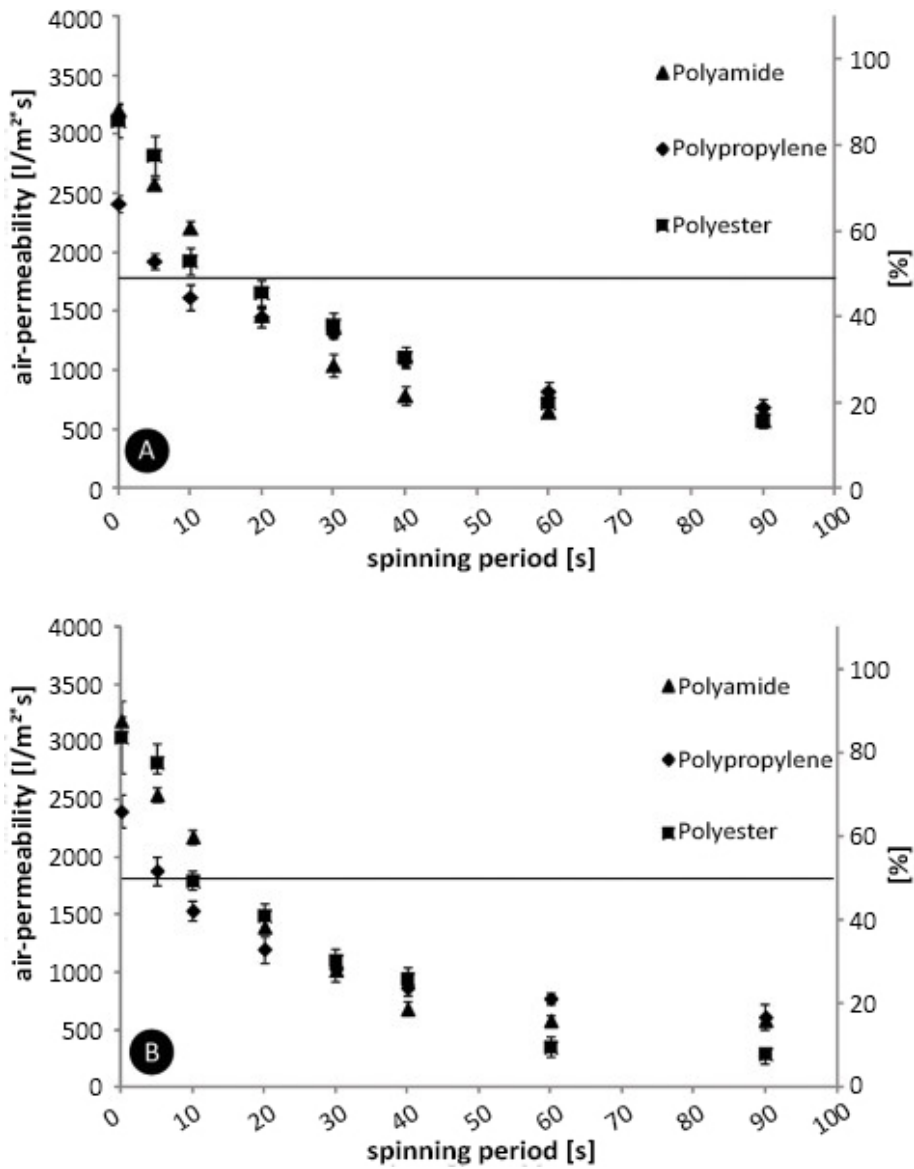 4000
3500
3000
2500
2000
1500
1000
500
0
air-permeability [l/m²*s]
100
80
60
40
20
0
[%]
Polyamide
Polypropylene
Polyester
A
0 10 20 30 40 50 60 70 80 90 100
spinning period [s]
4000
3500
3000
2500
2000
1500
1000
500
0
air-permeability [l/m²*s]
100
80
60
40
20
0
[%]
Polyamide
Polypropylene
Polyester
B
0 10 20 30 40 50 60 70 80 90 100
spinning period [s]